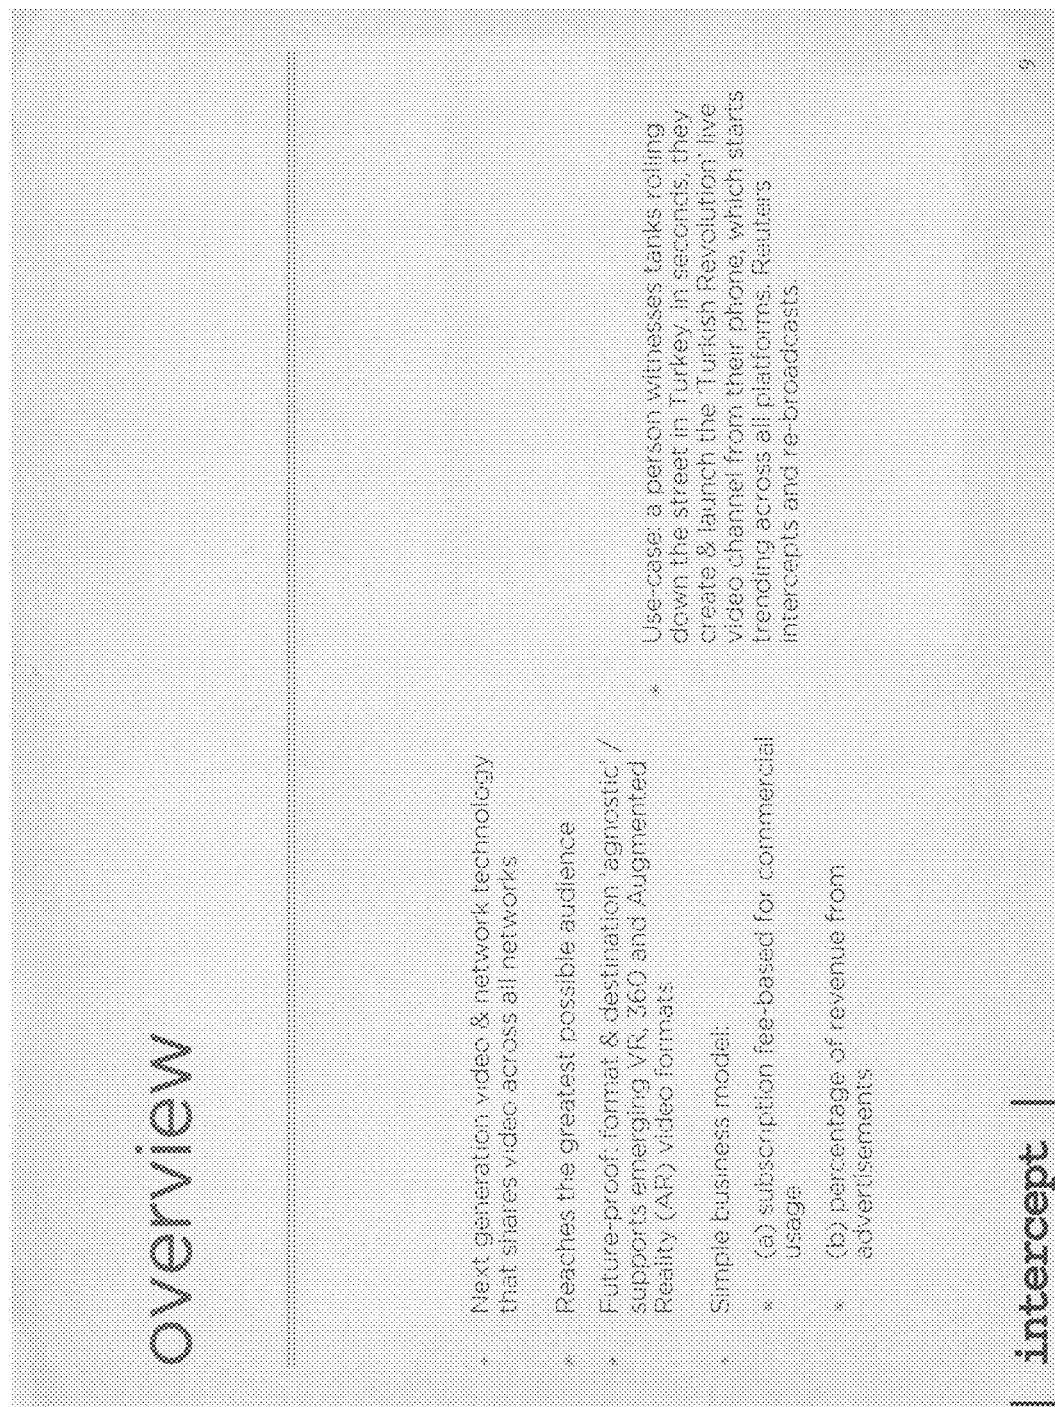 overview
Next generation video & network technology
that shares video across all networks
Reaches the greatest possible audience
Future-proof: format & destination 'agnostic' /
supports emerging VR, 360 and Augmented
Reality (AR) video formats
Simple business model:
(a) subscription fee-based for commercial
usage
(b) percentage of revenue from
advertisements
Use-case: a person witnesses tanks rolling
down the street in Turkey. In seconds, they
create & launch the 'Turkish Revolution' live
video channel from their phone, which starts
trending across all platforms. Reuters
intercepts and re-broadcasts
| intercept |
9